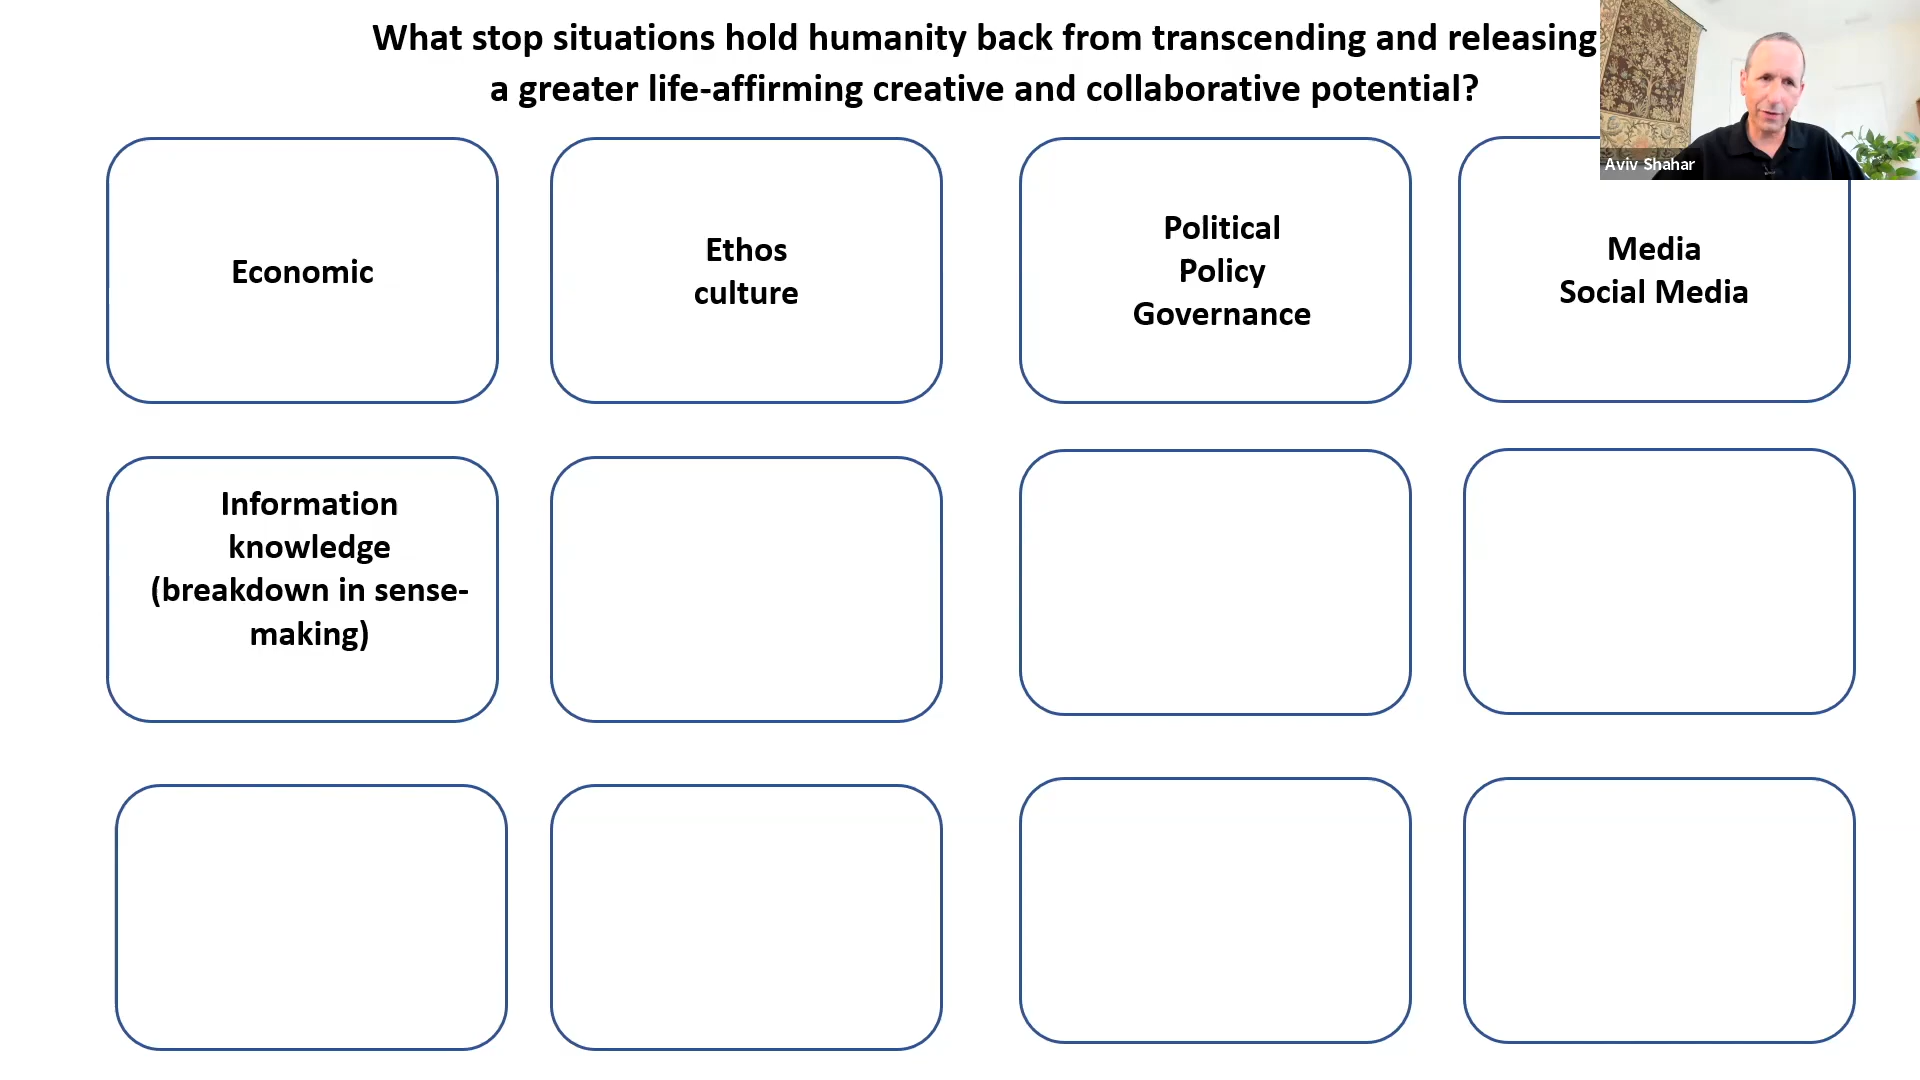 What stop situations hold humanity back from transcending and releasing
a greater life-affirming creative and collaborative potential?
Aviv Shahar
Economic
Ethos
culture
Political
Policy
Governance
Media
Social Media
Information
knowledge
(breakdown in sense-
making)